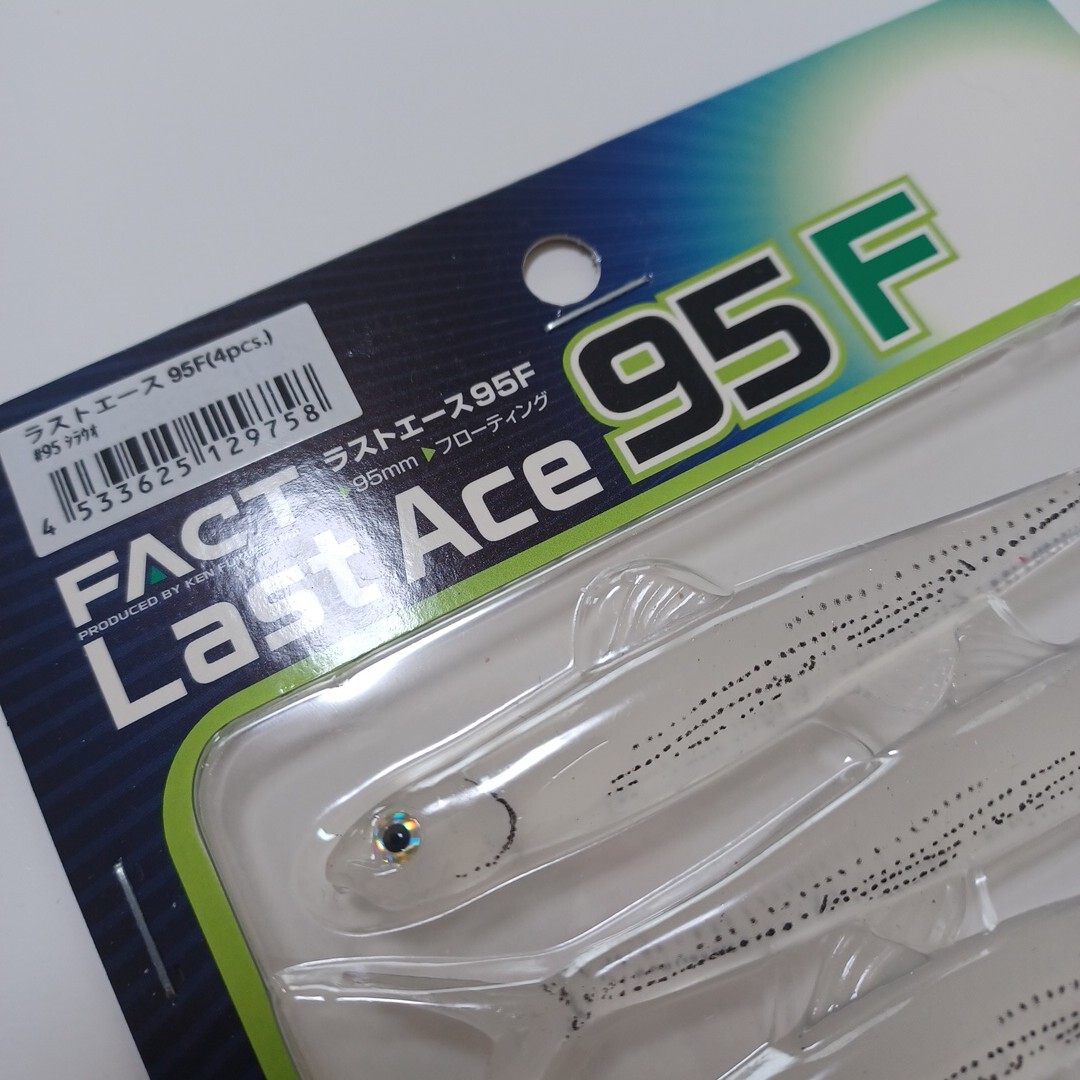 ラストエース 95F(4pcs.)
#95 シラウオ
4 533625 129758
FACT
PRODUCED BY KEN
ラストエース95F
95mm フローティング
Last Ace 95F